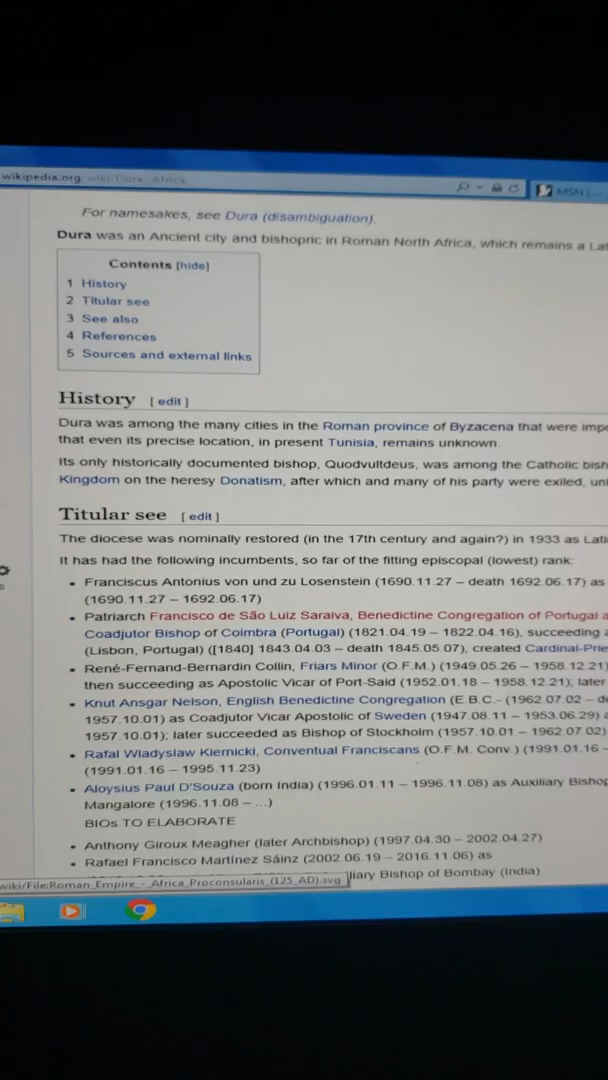 wikipedia.org/wiki/Dura,_Africa
MSN |
For namesakes, see Dura (disambiguation).
Dura was an Ancient city and bishopric in Roman North Africa, which remains a
Contents [hide]
1 History
2 Titular see
3 See also
4 References
5 Sources and external links
History [ edit ]
Dura was among the many cities in the Roman province of Byzacena that were
that even its precise location, in present Tunisia, remains unknown.
Its only historically documented bishop, Quodvultdeus, was among the Catholic
Kingdom on the heresy Donatism, after which and many of his party were exiled,
Titular see [ edit ]
The diocese was nominally restored (in the 17th century and again?) in 1933 as
It has had the following incumbents, so far of the fitting episcopal (lowest) rank:
• Franciscus Antonius von und zu Losenstein (1690.11.27 – death 1692.06.17) as
(1690.11.27 – 1692.06.17)
• Patriarch Francisco de São Luiz Saraiva, Benedictine Congregation of Portugal
Coadjutor Bishop of Coimbra (Portugal) (1821.04.19 – 1822.04.16), succeeding
(Lisbon, Portugal) ([1840] 1843.04.03 – death 1845.05.07), created
• René-Fernand-Bernardin Collin, Friars Minor (O.F.M.) (1949.05.26 – 1958.12.21)
then succeeding as Apostolic Vicar of Port-Said (1952.01.18 – 1958.12.21); later
• Knut Ansgar Nelson, English Benedictine Congregation (E.B.C.- (1962.07.02 –
1957.10.01) as Coadjutor Vicar Apostolic of Sweden (1947.08.11 – 1953.06.29)
1957.10.01); later succeeded as Bishop of Stockholm (1957.10.01 – 1962.07.02)
• Rafal Wladyslaw Kiernicki, Conventual Franciscans (O.F.M. Conv.) (1991.01.16 –
(1991.01.16 – 1995.11.23)
• Aloysius Paul D'Souza (born India) (1996.01.11 – 1996.11.08) as Auxiliary Bishop
Mangalore (1996.11.08 – ...)
BIOs TO ELABORATE
• Anthony Giroux Meagher (later Archbishop) (1997.04.30 – 2002.04.27)
• Rafael Francisco Martínez Sáinz (2002.06.19 – 2016.11.06) as
liary Bishop of Bombay (India)
wiki/File:Roman_Empire_-_Africa_Proconsularis_(125_AD).svg